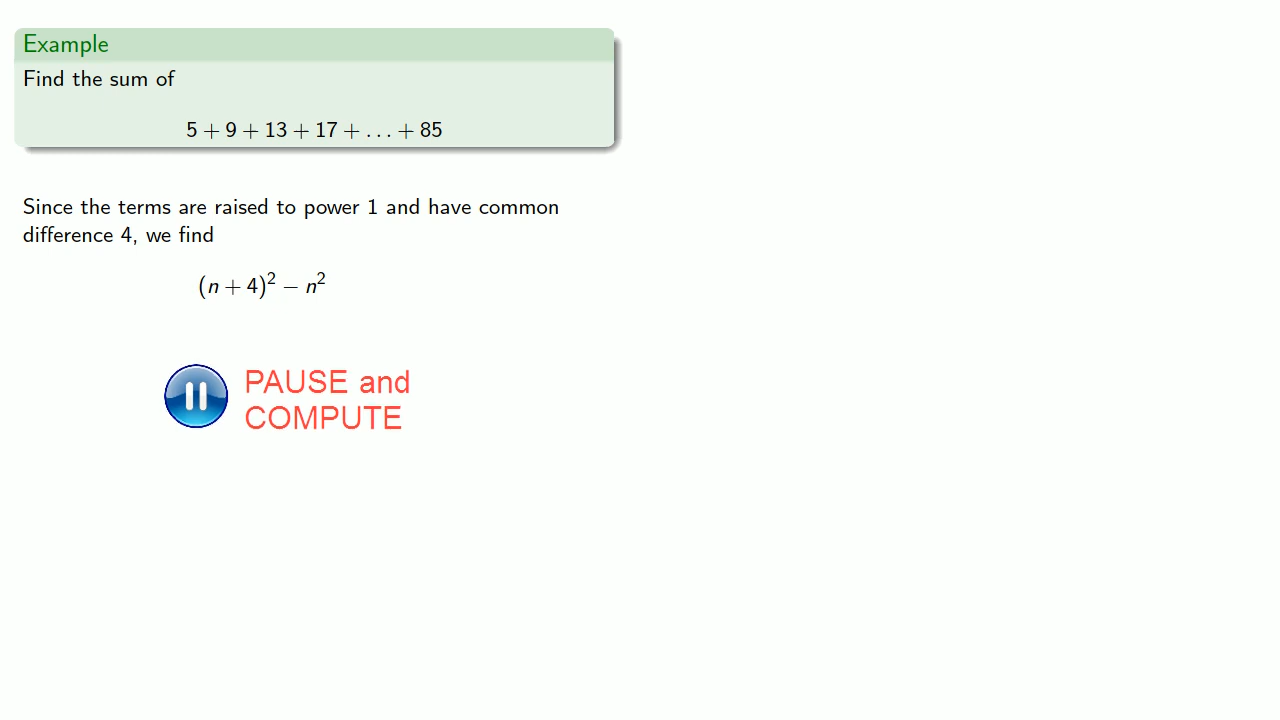 Example
Find the sum of
5 + 9 + 13 + 17 + . . . + 85
Since the terms are raised to power 1 and have common
difference 4, we find
(n + 4)² − n²
PAUSE and
COMPUTE